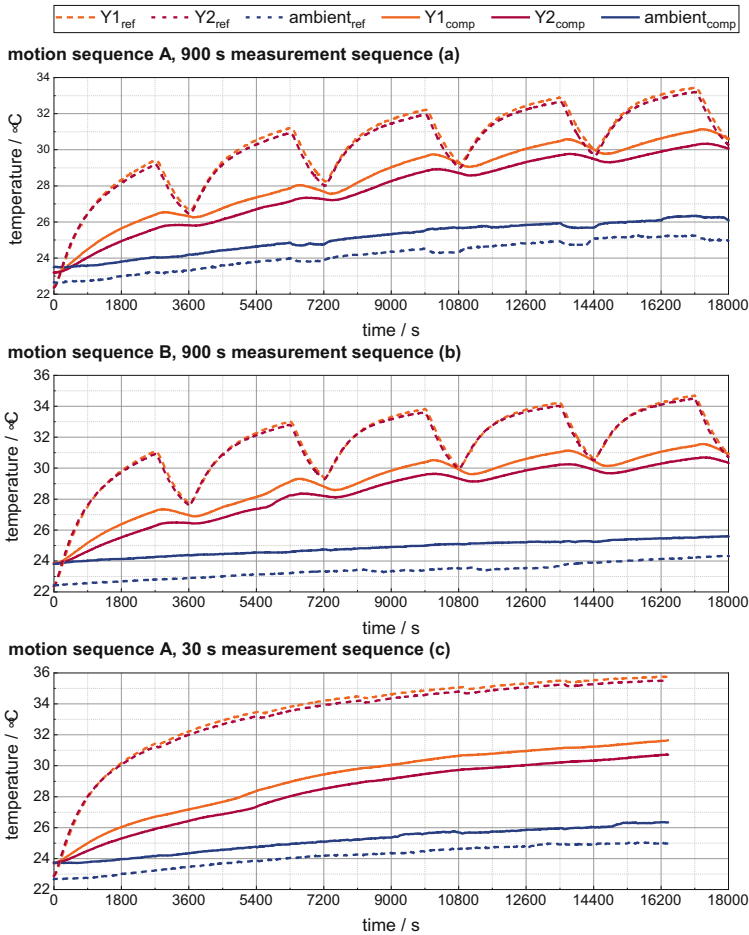 Y1ref Y2ref ambientref Y1comp Y2comp ambientcomp
motion sequence A, 900 s measurement sequence (a)
temperature / °C
34
32
30
28
26
24
22
0 1800 3600 5400 7200 9000 10800 12600 14400 16200 18000
time / s
motion sequence B, 900 s measurement sequence (b)
temperature / °C
36
34
32
30
28
26
24
22
0 1800 3600 5400 7200 9000 10800 12600 14400 16200 18000
time / s
motion sequence A, 30 s measurement sequence (c)
temperature / °C
36
34
32
30
28
26
24
22
0 1800 3600 5400 7200 9000 10800 12600 14400 16200 18000
time / s